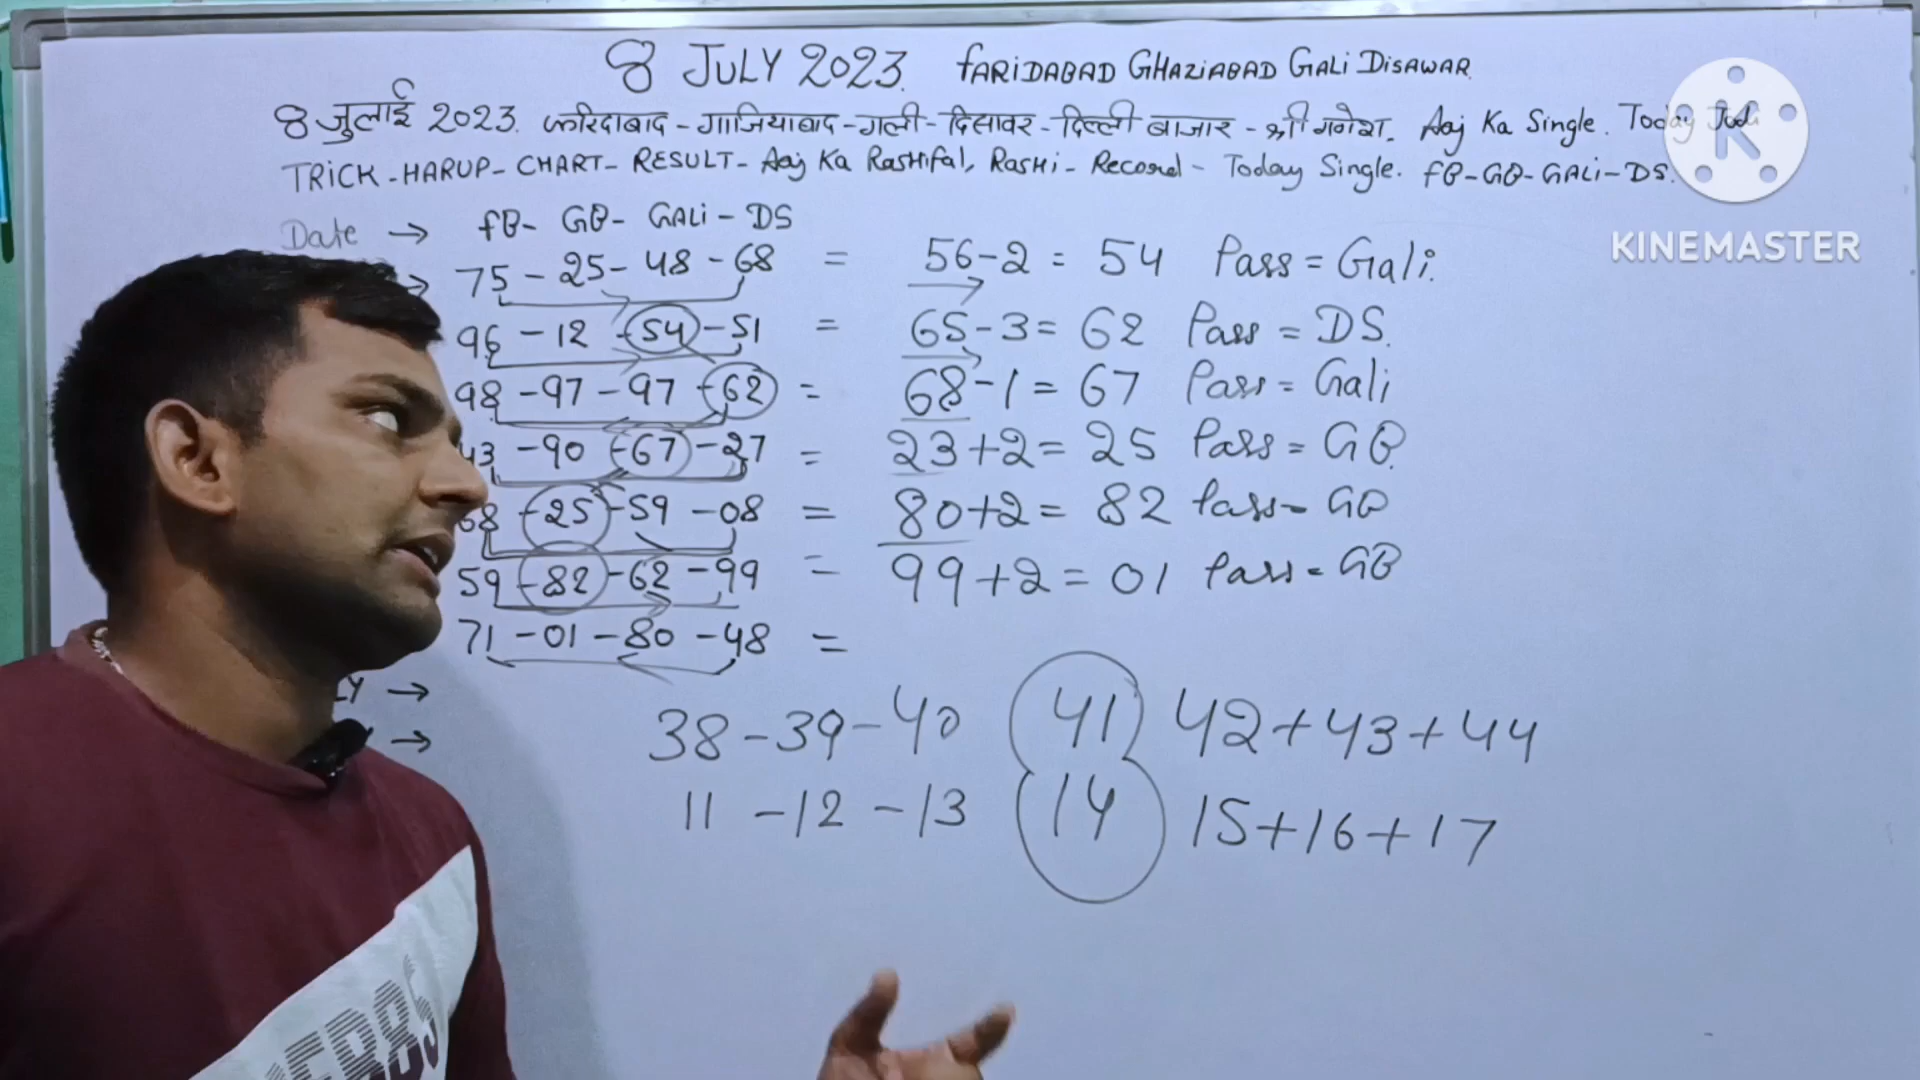 8 JULY 2023. FARIDABAD GHAZIABAD GALI DISAWAR
8 जुलाई 2023. फरिदाबाद - गाजियाबाद - गली - दिसावर - दिल्ली बाजार - श्री गणेश. Aaj Ka Single. Today Jodi
TRICK - HARUP - CHART - RESULT - Aaj Ka Rashifal, Rashi - Record - Today Single. FB - GB - GALI - DS.
KINEMASTER
Date → FB - GB - GALI - DS
→ 75 - 25 - 48 - 68 = 56 - 2 = 54 Pass = Gali.
96 - 12 - 54 - 51 = 65 - 3 = 62 Pass = DS.
98 - 97 - 97 - 62 = 68 - 1 = 67 Pass = Gali
43 - 90 - 67 - 27 = 23 + 2 = 25 Pass = GB.
68 - 25 - 59 - 08 = 80 + 2 = 82 Pass - GB
59 - 82 - 62 - 99 = 99 + 2 = 01 Pass - GB
71 - 01 - 80 - 48 =
LY →
→
38 - 39 - 40 41 42 + 43 + 44
11 - 12 - 13 14 15 + 16 + 17